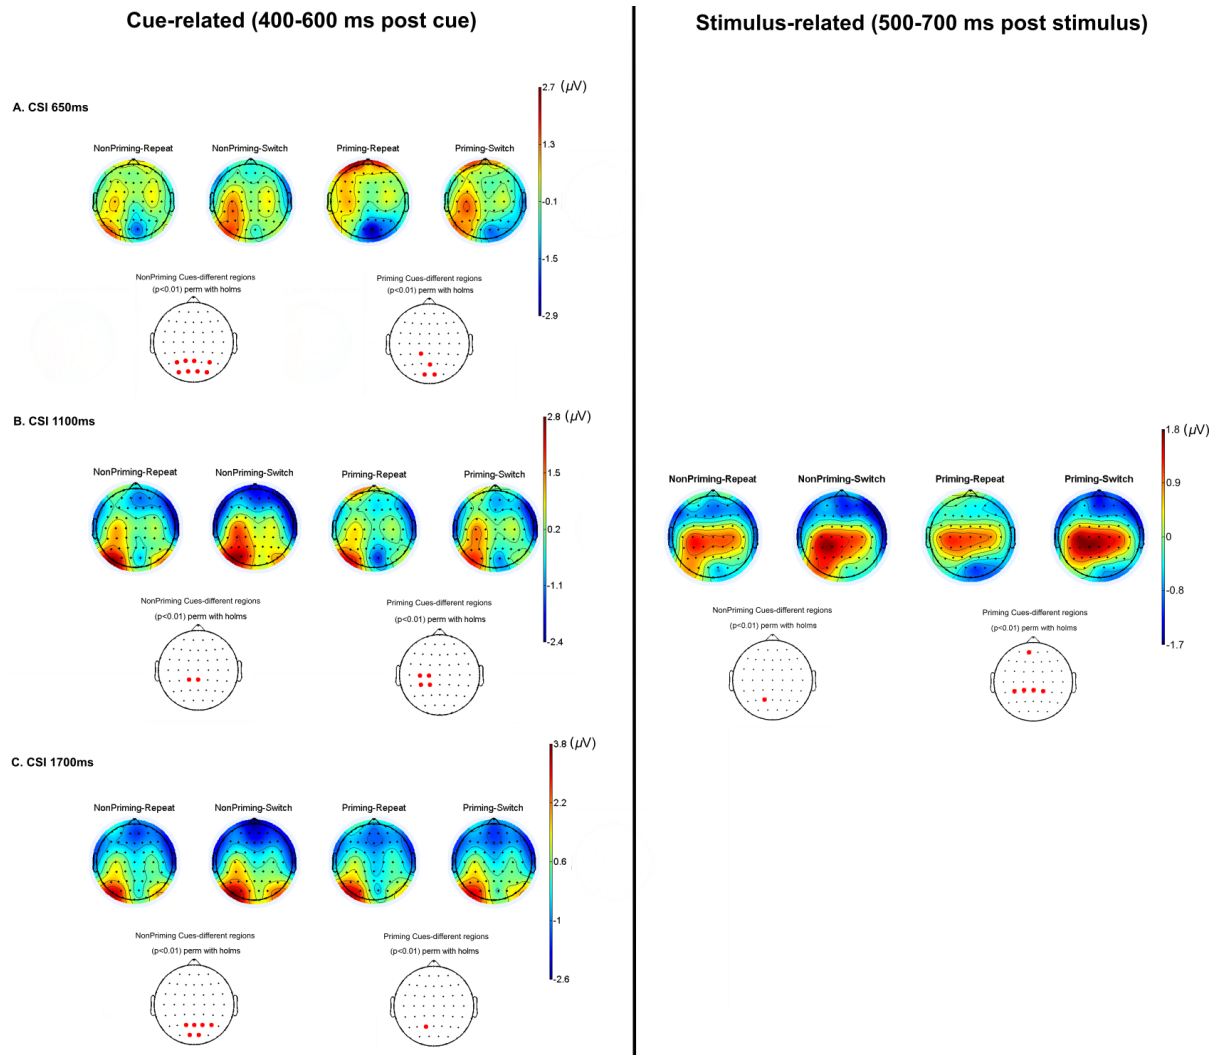 Cue-related (400-600 ms post cue)
Stimulus-related (500-700 ms post stimulus)
A. CSI 650ms
2.7 (µV)
1.3
-0.1
-1.5
-2.9
NonPriming-Repeat
NonPriming-Switch
Priming-Repeat
Priming-Switch
NonPriming Cues-different regions
(p<0.01) perm with holms
Priming Cues-different regions
(p<0.01) perm with holms
B. CSI 1100ms
2.8 (µV)
1.5
0.2
-1.1
-2.4
NonPriming-Repeat
NonPriming-Switch
Priming-Repeat
Priming-Switch
NonPriming Cues-different regions
(p<0.01) perm with holms
Priming Cues-different regions
(p<0.01) perm with holms
1.8 (µV)
0.9
0
-0.8
-1.7
NonPriming-Repeat
NonPriming-Switch
Priming-Repeat
Priming-Switch
NonPriming Cues-different regions
(p<0.01) perm with holms
Priming Cues-different regions
(p<0.01) perm with holms
C. CSI 1700ms
3.8 (µV)
2.2
0.6
-1
-2.6
NonPriming-Repeat
NonPriming-Switch
Priming-Repeat
Priming-Switch
NonPriming Cues-different regions
(p<0.01) perm with holms
Priming Cues-different regions
(p<0.01) perm with holms